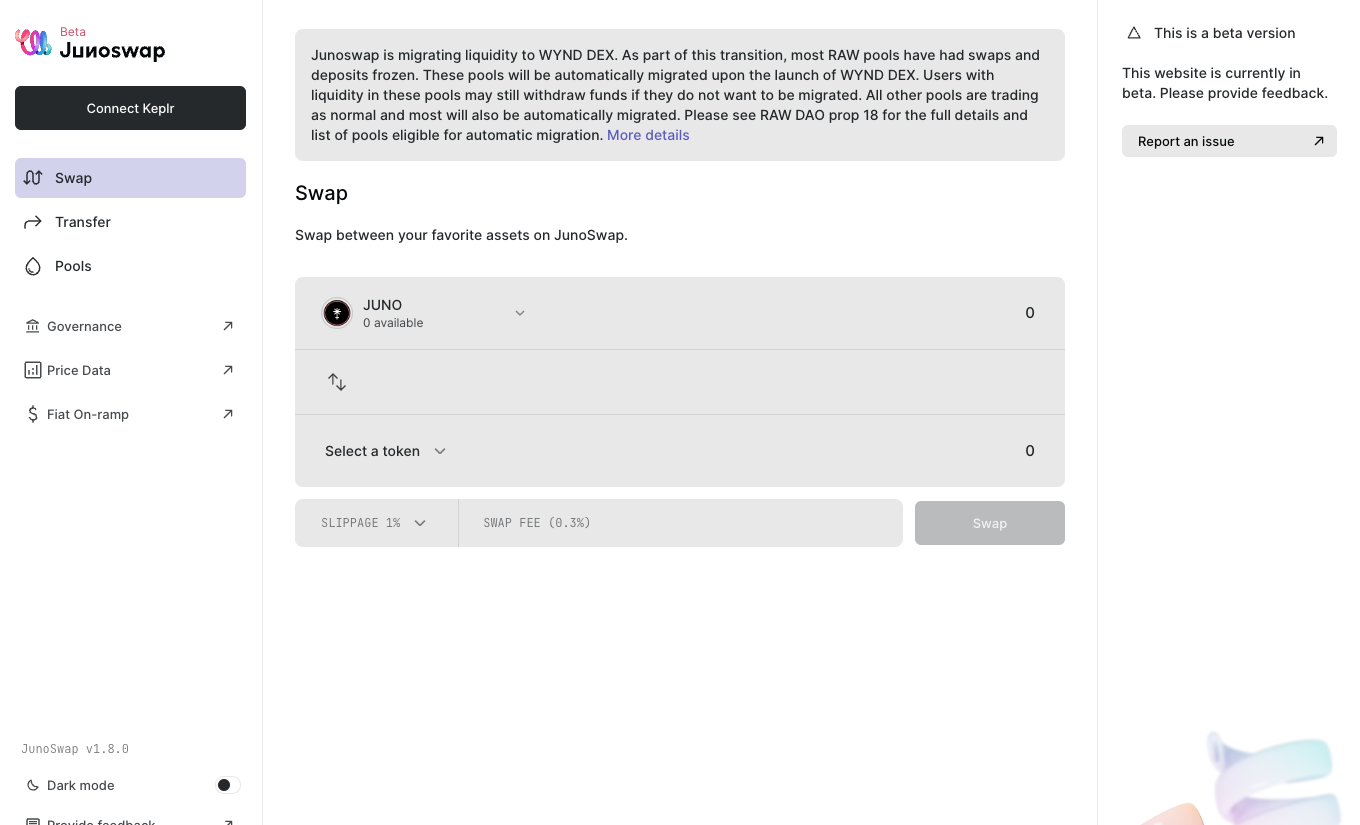 Beta
Junoswap
Connect Keplr
Swap
Transfer
Pools
Governance
Price Data
Fiat On-ramp
JunoSwap v1.8.0
Dark mode
Provide feedback
Junoswap is migrating liquidity to WYND DEX. As part of this transition, most RAW pools have had swaps and
deposits frozen. These pools will be automatically migrated upon the launch of WYND DEX. Users with
liquidity in these pools may still withdraw funds if they do not want to be migrated. All other pools are trading
as normal and most will also be automatically migrated. Please see RAW DAO prop 18 for the full details and
list of pools eligible for automatic migration. More details
Swap
Swap between your favorite assets on JunoSwap.
JUNO
0 available
0
Select a token
0
SLIPPAGE 1%
SWAP FEE (0.3%)
Swap
This is a beta version
This website is currently in
beta. Please provide feedback.
Report an issue